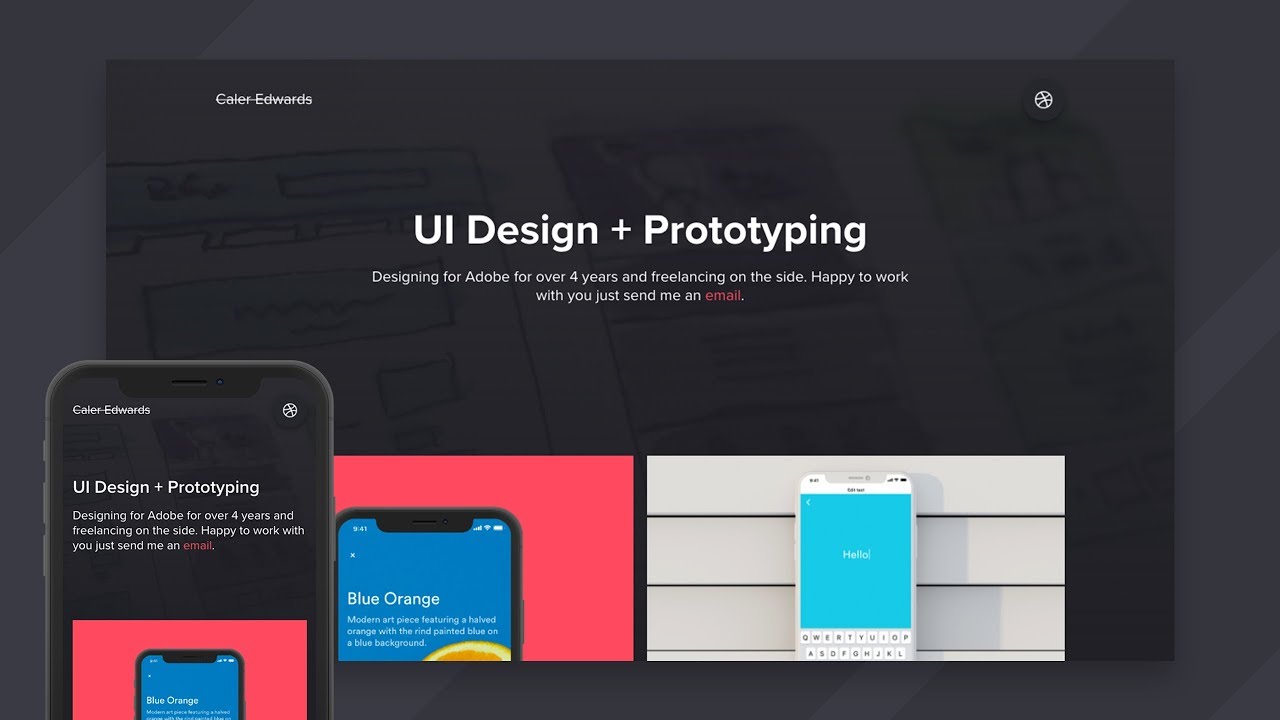 Caler Edwards
UI Design + Prototyping
Designing for Adobe for over 4 years and freelancing on the side. Happy to work
with you just send me an email.
Caler Edwards
UI Design + Prototyping
Designing for Adobe for over 4 years and
freelancing on the side. Happy to work with
you just send me an email.
9:41
Blue Orange
Modern art piece featuring a halved
orange with the rind painted blue on
a blue background.
9:41
Edit text
Hello
Q W E R T Y U I O P
A S D F G H J K L
9:41
Blue Orange
Modern art piece featuring a halved
orange with the rind painted blue on